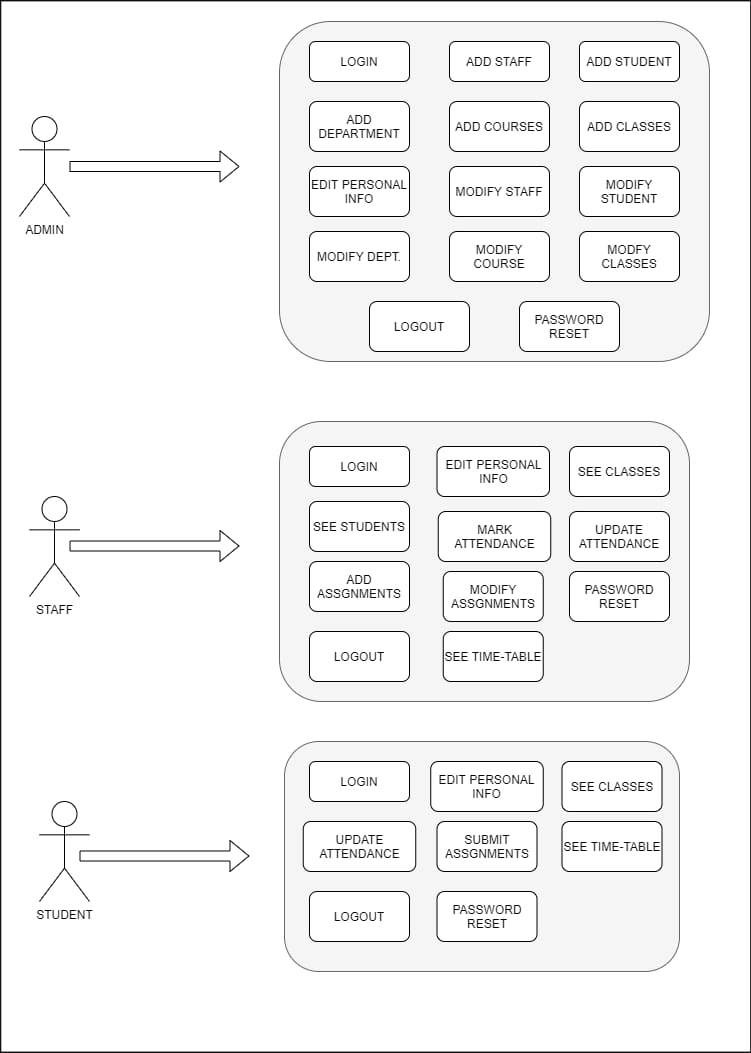 LOGIN
ADD STAFF
ADD STUDENT
ADD
DEPARTMENT
ADD COURSES
ADD CLASSES
EDIT PERSONAL
INFO
MODIFY STAFF
MODIFY
STUDENT
MODIFY DEPT.
MODIFY
COURSE
MODFY
CLASSES
LOGOUT
PASSWORD
RESET
ADMIN
LOGIN
EDIT PERSONAL
INFO
SEE CLASSES
SEE STUDENTS
MARK
ATTENDANCE
UPDATE
ATTENDANCE
ADD
ASSGNMENTS
MODIFY
ASSGNMENTS
PASSWORD
RESET
LOGOUT
SEE TIME-TABLE
STAFF
LOGIN
EDIT PERSONAL
INFO
SEE CLASSES
UPDATE
ATTENDANCE
SUBMIT
ASSGNMENTS
SEE TIME-TABLE
LOGOUT
PASSWORD
RESET
STUDENT